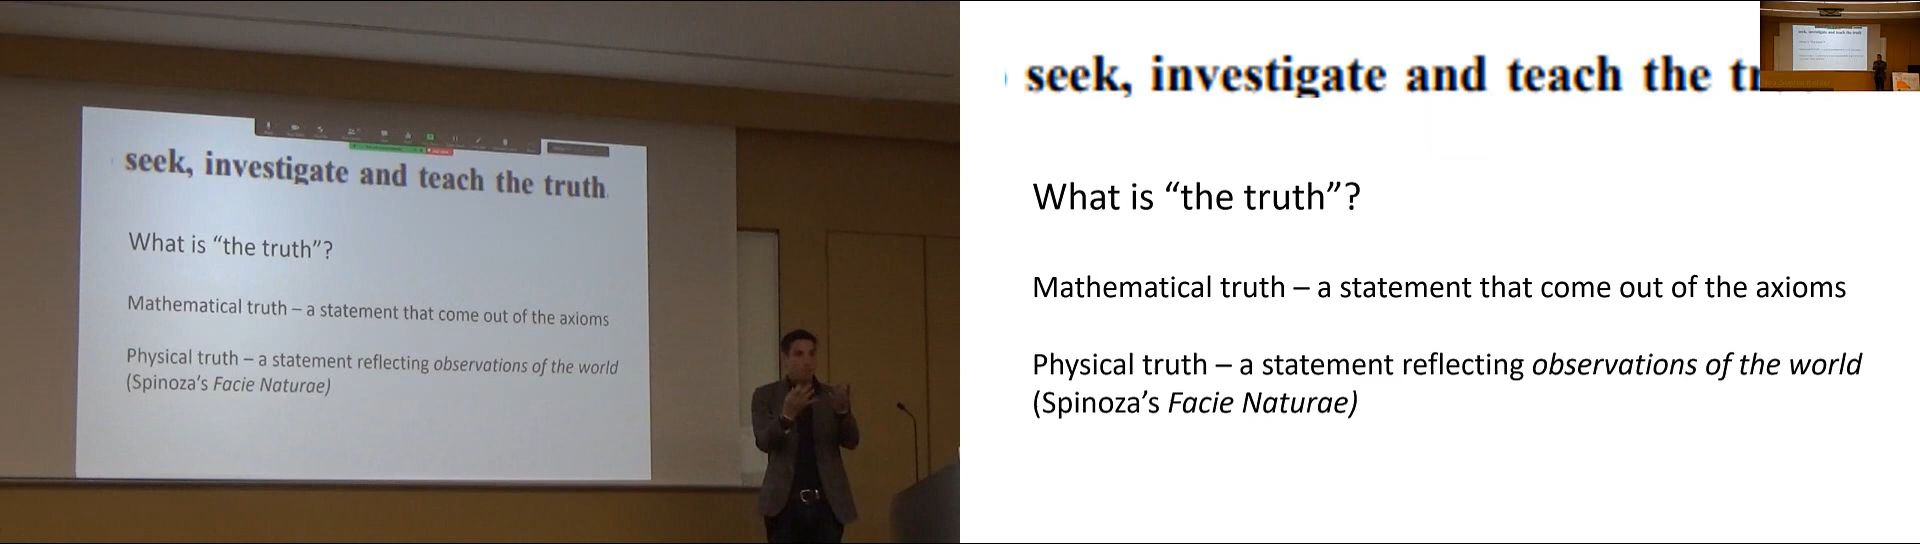 seek, investigate and teach the truth
What is “the truth”?
Mathematical truth – a statement that come out of the axioms
Physical truth – a statement reflecting observations of the world
(Spinoza’s Facie Naturae)
seek, investigate and teach the tr
What is “the truth”?
Mathematical truth – a statement that come out of the axioms
Physical truth – a statement reflecting observations of the world
(Spinoza’s Facie Naturae)